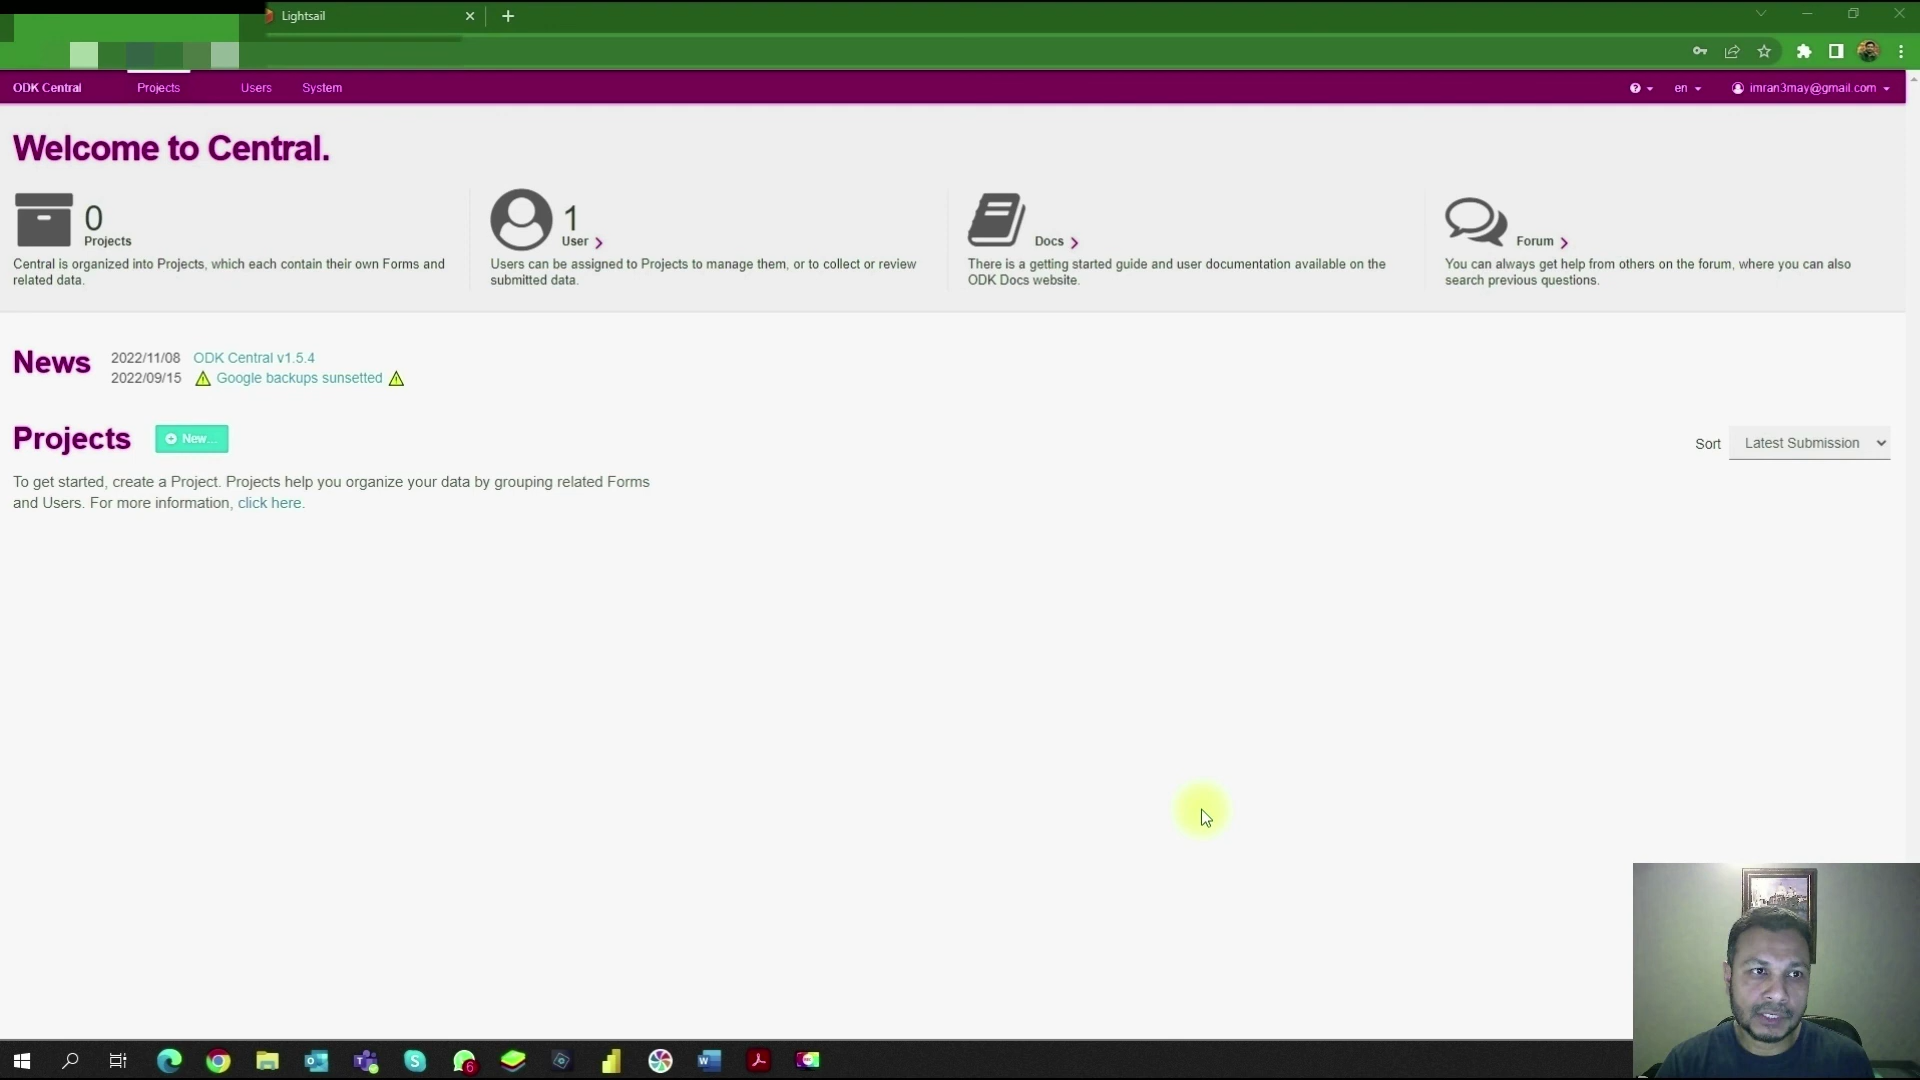 Lightsail
ODK Central Projects Users System en imran3may@gmail.com
Welcome to Central.
0
Projects
Central is organized into Projects, which each contain their own Forms and
related data.
1
User
Users can be assigned to Projects to manage them, or to collect or review
submitted data.
Docs
There is a getting started guide and user documentation available on the
ODK Docs website.
Forum
You can always get help from others on the forum, where you can also
search previous questions.
News
2022/11/08 ODK Central v1.5.4
2022/09/15 Google backups sunsetted
Projects
New...
Sort Latest Submission
To get started, create a Project. Projects help you organize your data by grouping related Forms
and Users. For more information, click here.
6